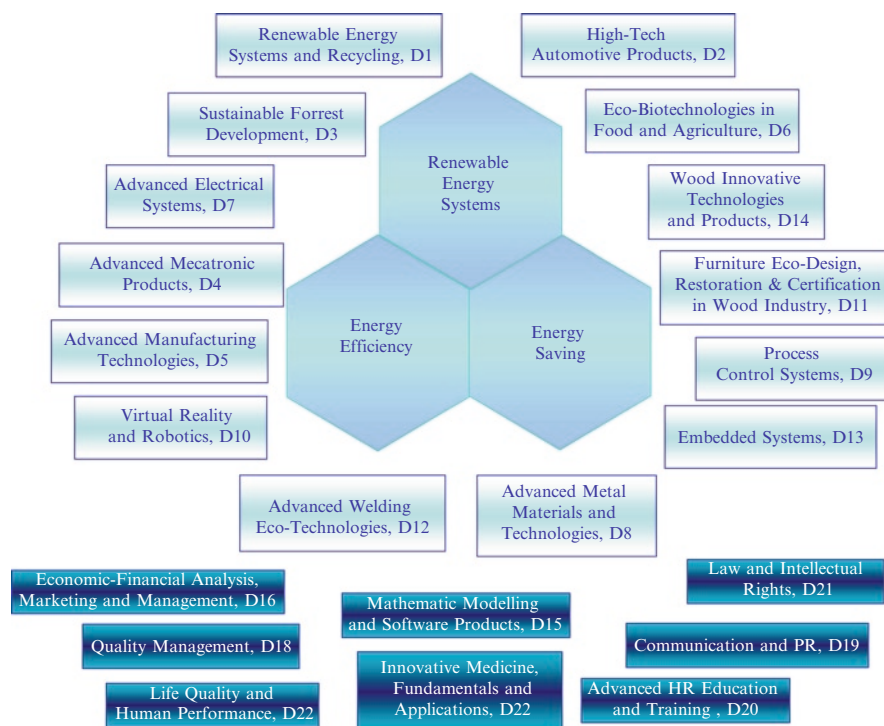 Renewable Energy
Systems and Recycling, D1
High-Tech
Automotive Products, D2
Sustainable Forrest
Development, D3
Eco-Biotechnologies in
Food and Agriculture, D6
Renewable
Energy
Systems
Advanced Electrical
Systems, D7
Wood Innovative
Technologies
and Products, D14
Advanced Mecatronic
Products, D4
Furniture Eco-Design,
Restoration & Certification
in Wood Industry, D11
Energy
Efficiency
Energy
Saving
Advanced Manufacturing
Technologies, D5
Process
Control Systems, D9
Virtual Reality
and Robotics, D10
Embedded Systems, D13
Advanced Welding
Eco-Technologies, D12
Advanced Metal
Materials and
Technologies, D8
Economic-Financial Analysis,
Marketing and Management, D16
Mathematic Modelling
and Software Products, D15
Law and Intellectual
Rights, D21
Quality Management, D18
Communication and PR, D19
Life Quality and
Human Performance, D22
Innovative Medicine,
Fundamentals and
Applications, D22
Advanced HR Education
and Training , D20